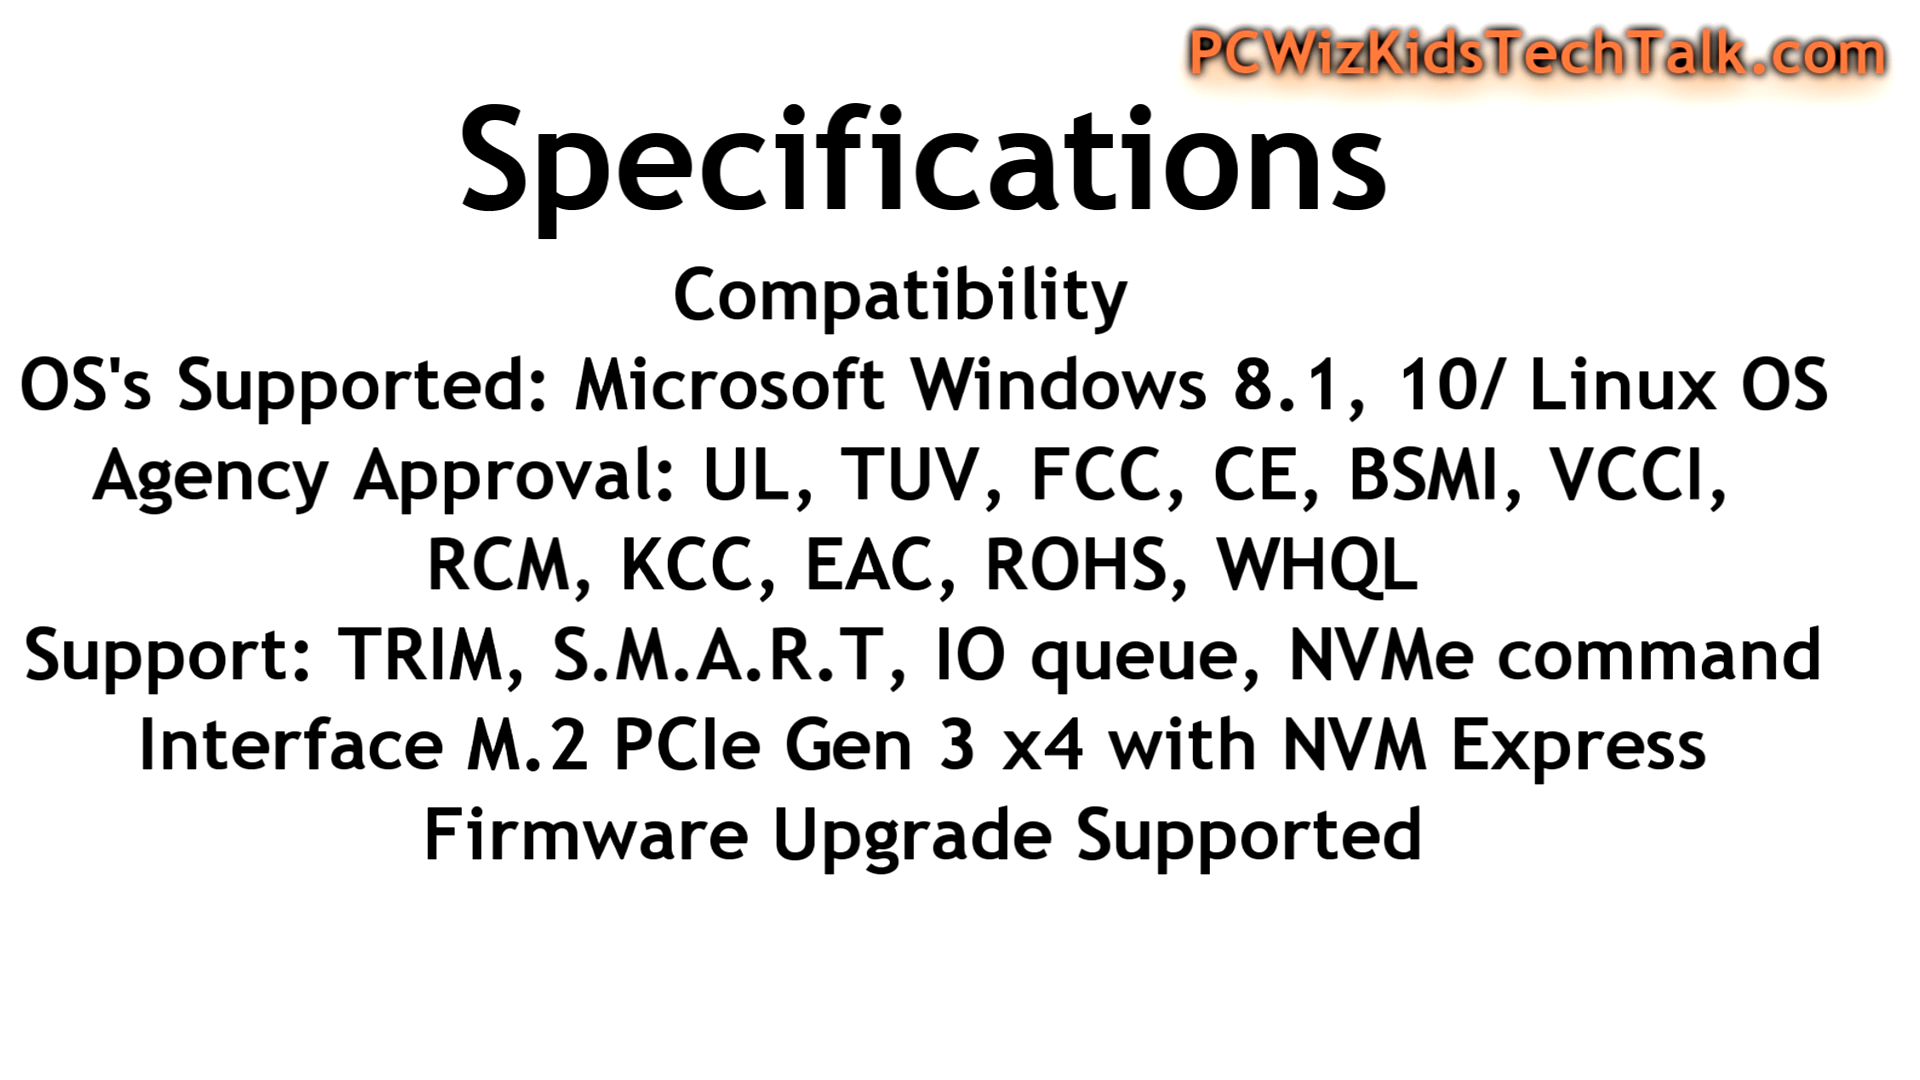 PCWizKidsTechTalk.com
Specifications
Compatibility
OS's Supported: Microsoft Windows 8.1, 10/ Linux OS
Agency Approval: UL, TUV, FCC, CE, BSMI, VCCI,
RCM, KCC, EAC, ROHS, WHQL
Support: TRIM, S.M.A.R.T, IO queue, NVMe command
Interface M.2 PCIe Gen 3 x4 with NVM Express
Firmware Upgrade Supported